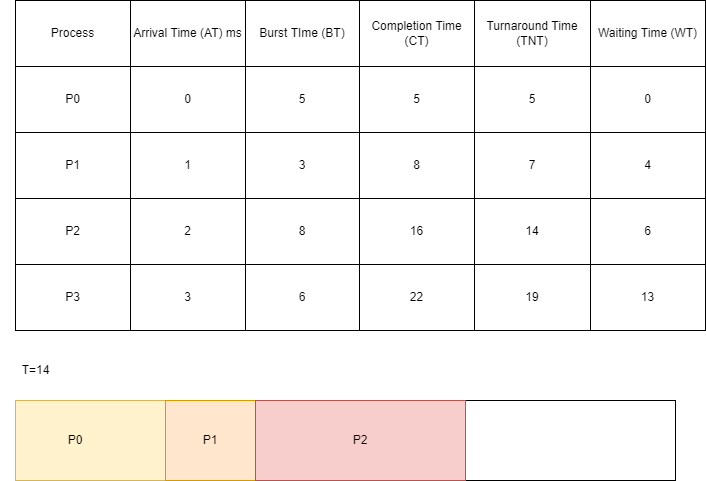 Process Arrival Time (AT) ms Burst TIme (BT) Completion Time (CT) Turnaround Time (TNT) Waiting Time (WT)
P0 0 5 5 5 0
P1 1 3 8 7 4
P2 2 8 16 14 6
P3 3 6 22 19 13
T=14
P0 P1 P2